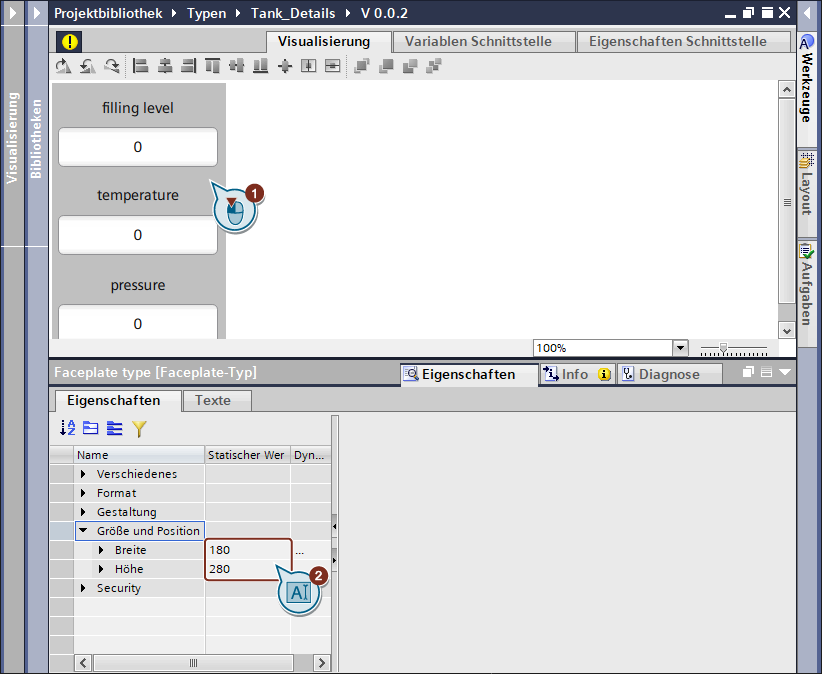 Projektbibliothek Typen Tank_Details V 0.0.2
Visualisierung Variablen Schnittstelle Eigenschaften Schnittstelle
Visualisierung
Bibliotheken
filling level
0
1
temperature
0
pressure
0
100%
Werkzeuge
Layout
Aufgaben
Faceplate type [Faceplate-Typ]
Eigenschaften Info Diagnose
Eigenschaften Texte
Name Statischer Wer Dyn...
Verschiedenes
Format
Gestaltung
Größe und Position
Breite 180 ...
Höhe 280
2
AI
Security